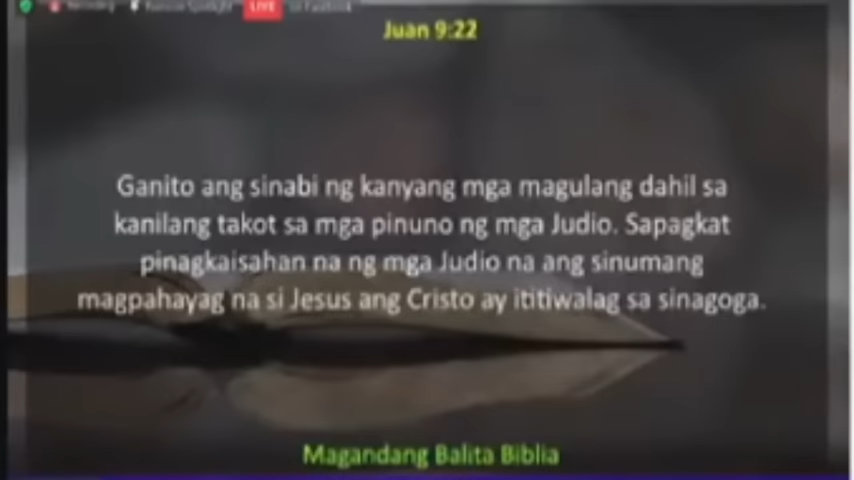 LIVE
Juan 9:22
Ganito ang sinabi ng kanyang mga magulang dahil sa
kanilang takot sa mga pinuno ng mga Judio. Sapagkat
pinagkaisahan na ng mga Judio na ang sinumang
magpahayag na si Jesus ang Cristo ay ititiwalag sa sinagoga.
Magandang Balita Biblia